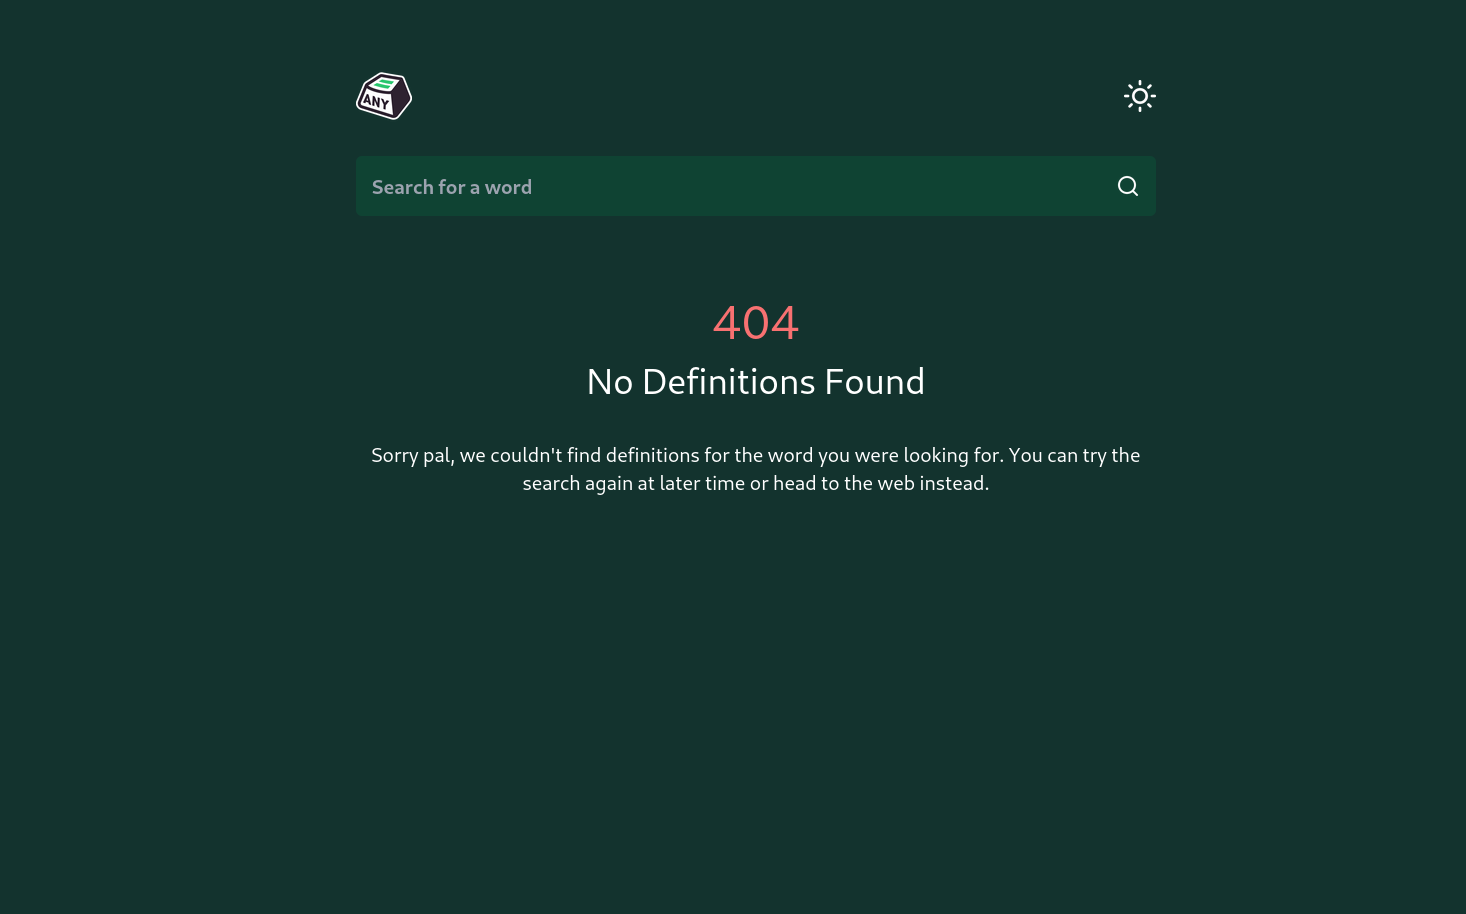 ANY
Search for a word
404
No Definitions Found
Sorry pal, we couldn't find definitions for the word you were looking for. You can try the
search again at later time or head to the web instead.